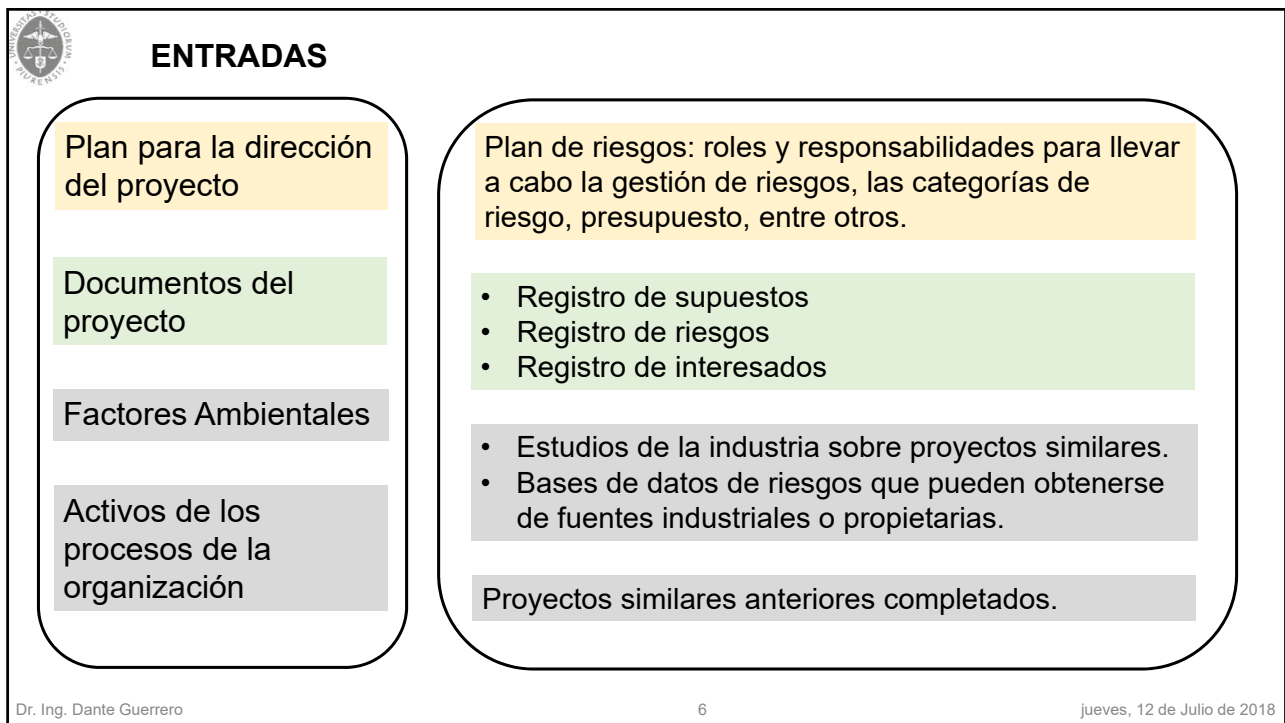 UNIVERSITAS · STUDIORUM · PIURENSIS
ENTRADAS
Plan para la dirección
del proyecto
Documentos del
proyecto
Factores Ambientales
Activos de los
procesos de la
organización
Plan de riesgos: roles y responsabilidades para llevar
a cabo la gestión de riesgos, las categorías de
riesgo, presupuesto, entre otros.
• Registro de supuestos
• Registro de riesgos
• Registro de interesados
• Estudios de la industria sobre proyectos similares.
• Bases de datos de riesgos que pueden obtenerse
de fuentes industriales o propietarias.
Proyectos similares anteriores completados.
Dr. Ing. Dante Guerrero
6
jueves, 12 de Julio de 2018